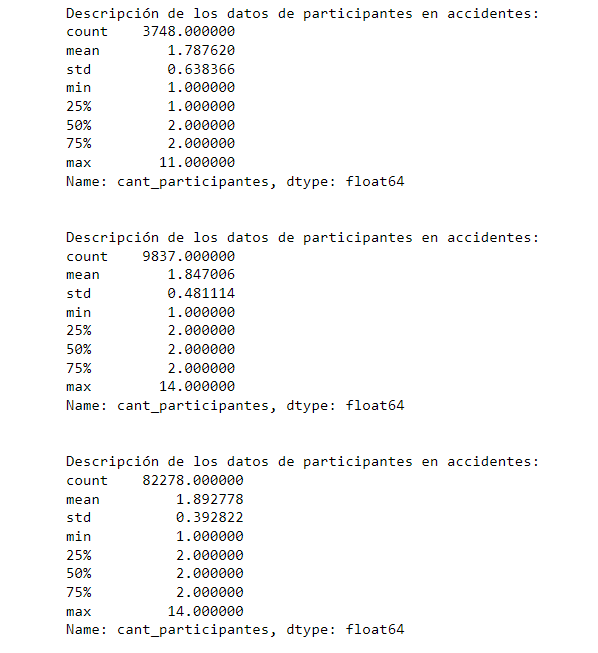 Descripción de los datos de participantes en accidentes:
count    3748.000000
mean        1.787620
std         0.638366
min         1.000000
25%         1.000000
50%         2.000000
75%         2.000000
max        11.000000
Name: cant_participantes, dtype: float64
Descripción de los datos de participantes en accidentes:
count    9837.000000
mean        1.847006
std         0.481114
min         1.000000
25%         2.000000
50%         2.000000
75%         2.000000
max        14.000000
Name: cant_participantes, dtype: float64
Descripción de los datos de participantes en accidentes:
count    82278.000000
mean         1.892778
std          0.392822
min          1.000000
25%          2.000000
50%          2.000000
75%          2.000000
max         14.000000
Name: cant_participantes, dtype: float64